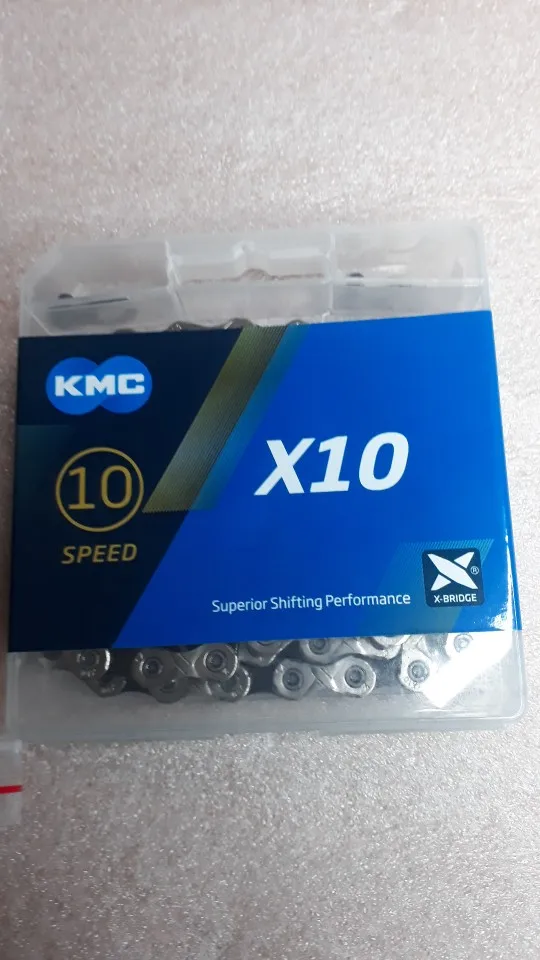 KMC
10
SPEED
X10
Superior Shifting Performance
®
X-BRIDGE